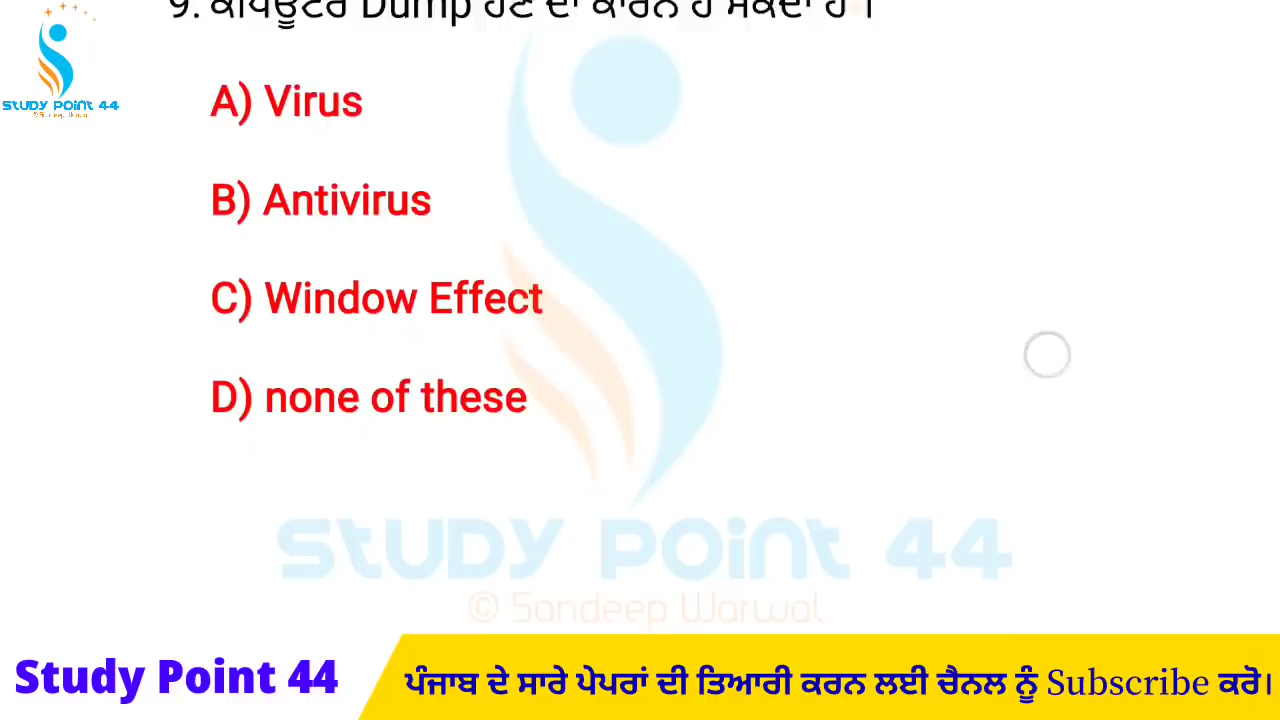 9. ਕੰਪਿਊਟਰ Dump ਹੋਣ ਦਾ ਕਾਰਨ ਹੋ ਸਕਦਾ ਹੈ ।
STUDY POINT 44
A) Virus
B) Antivirus
C) Window Effect
D) none of these
STUDY POINT 44
© Sandeep Warwal
Study Point 44
ਪੰਜਾਬ ਦੇ ਸਾਰੇ ਪੇਪਰਾਂ ਦੀ ਤਿਆਰੀ ਕਰਨ ਲਈ ਚੈਨਲ ਨੂੰ Subscribe ਕਰੋ।